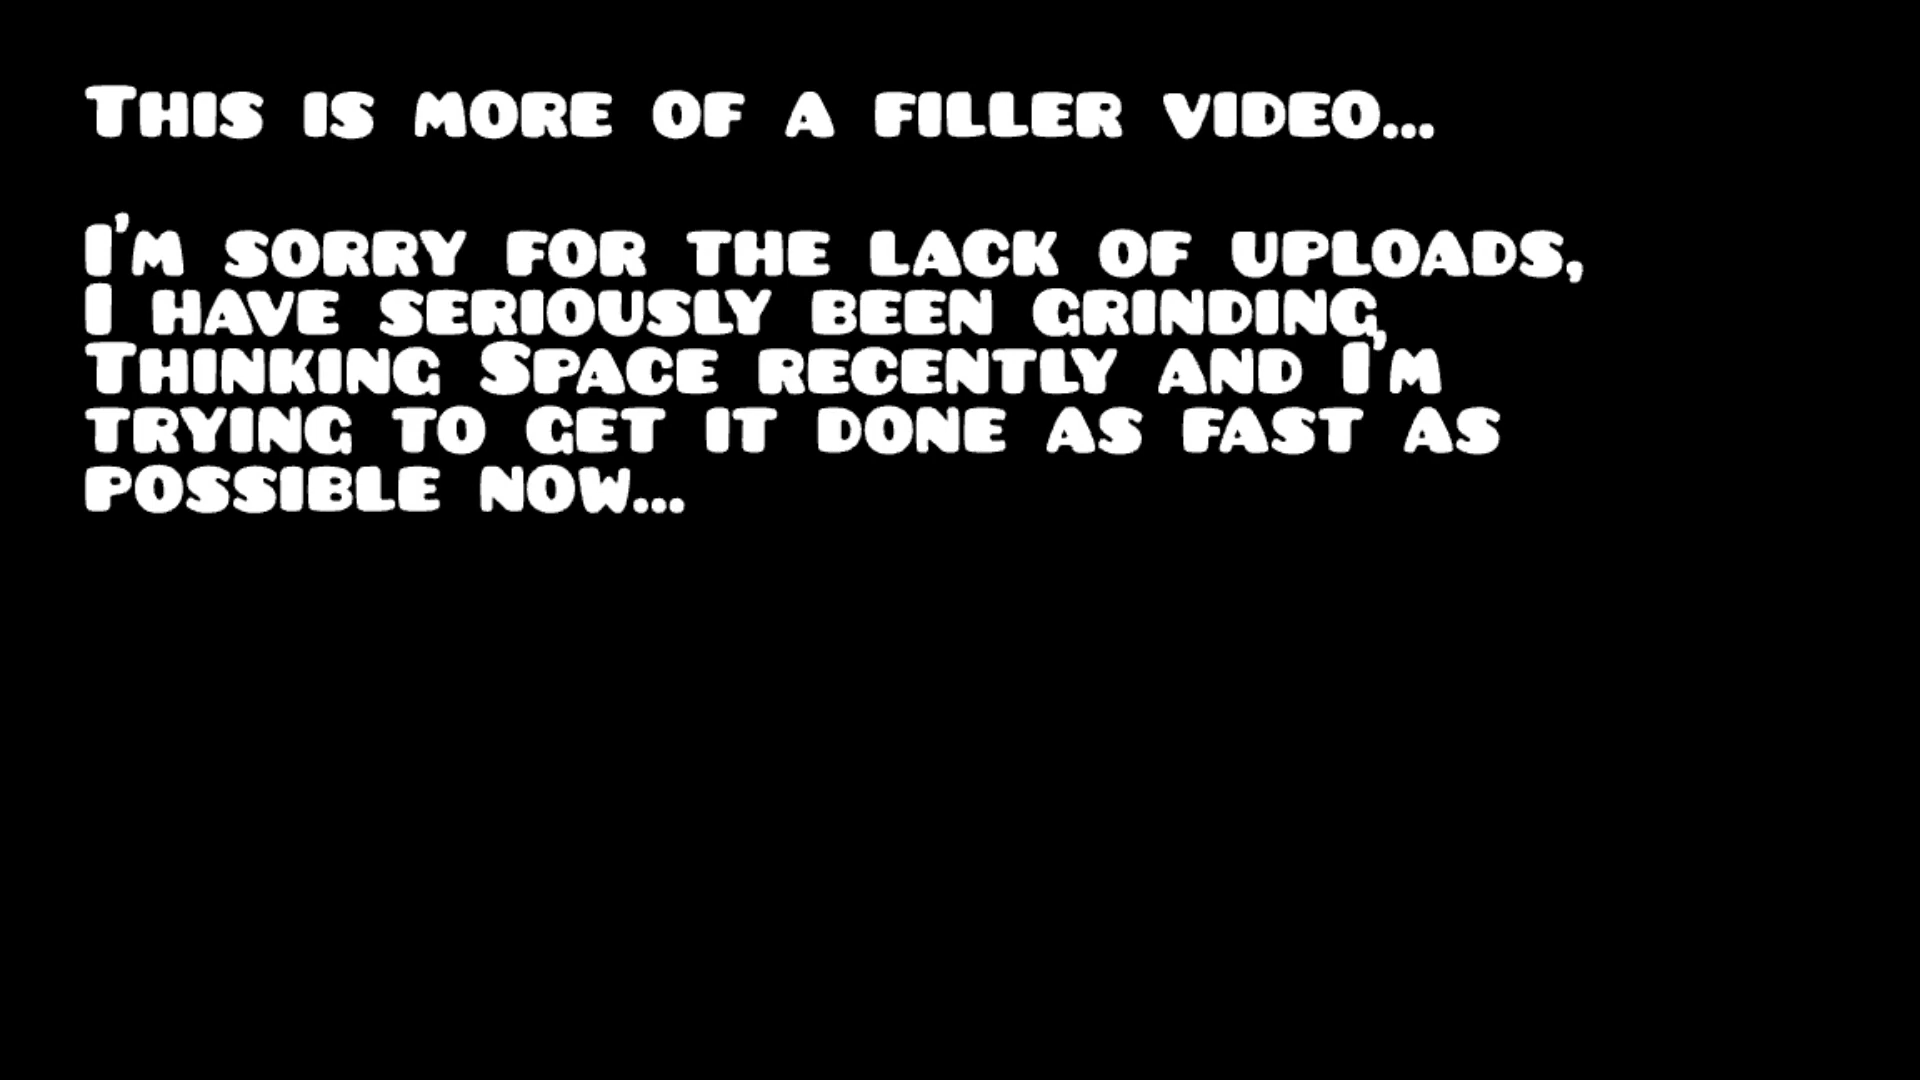 This is more of a filler video...
I'm sorry for the lack of uploads,
I have seriously been grinding
Thinking Space recently and I'm
trying to get it done as fast as
possible now...